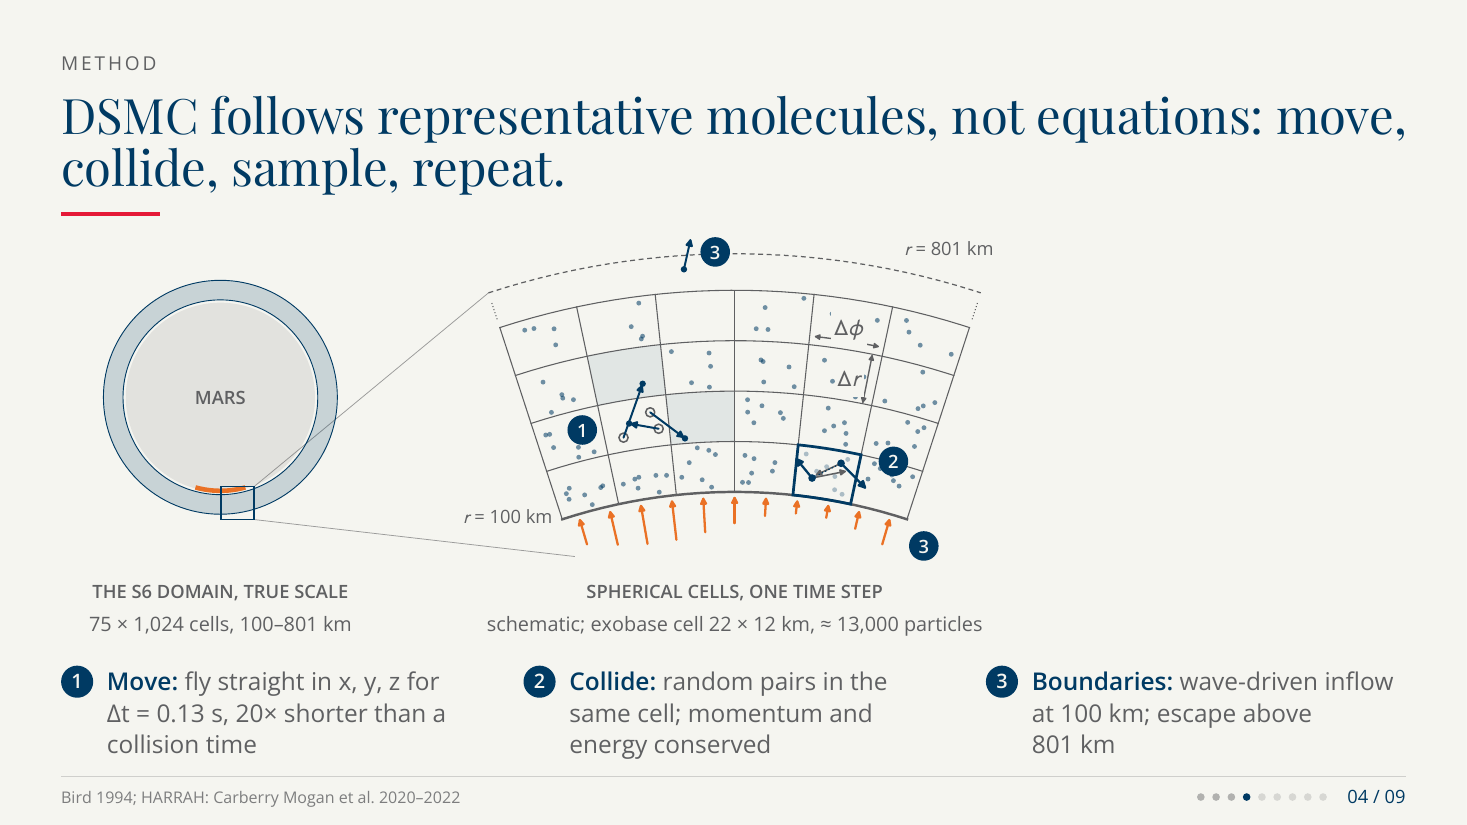 METHOD
DSMC follows representative molecules, not equations: move,
collide, sample, repeat.
3
r = 801 km
Δϕ
Δr
MARS
1
2
r = 100 km
3
THE S6 DOMAIN, TRUE SCALE
75 × 1,024 cells, 100–801 km
SPHERICAL CELLS, ONE TIME STEP
schematic; exobase cell 22 × 12 km, ≈ 13,000 particles
1 Move: fly straight in x, y, z for
Δt = 0.13 s, 20× shorter than a
collision time
2 Collide: random pairs in the
same cell; momentum and
energy conserved
3 Boundaries: wave-driven inflow
at 100 km; escape above
801 km
Bird 1994; HARRAH: Carberry Mogan et al. 2020–2022
04 / 09